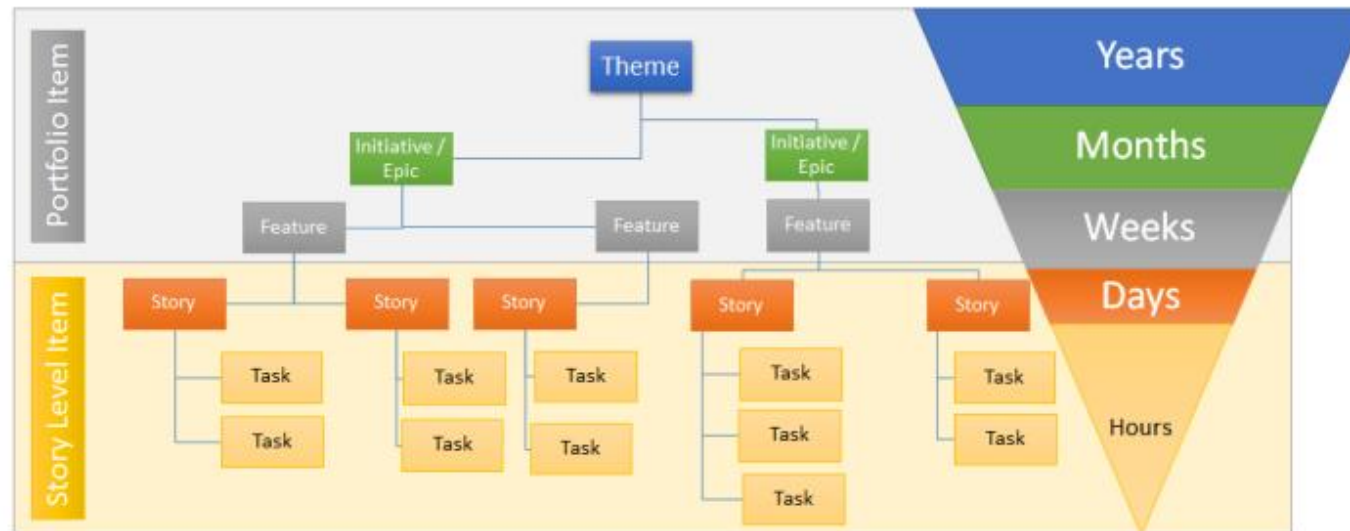 Portfolio Item
Theme
Years
Initiative /
Epic
Initiative /
Epic
Months
Feature
Feature
Feature
Weeks
Story Level Item
Story
Story
Story
Story
Story
Days
Task
Task
Task
Task
Task
Task
Task
Task
Task
Task
Hours
Task